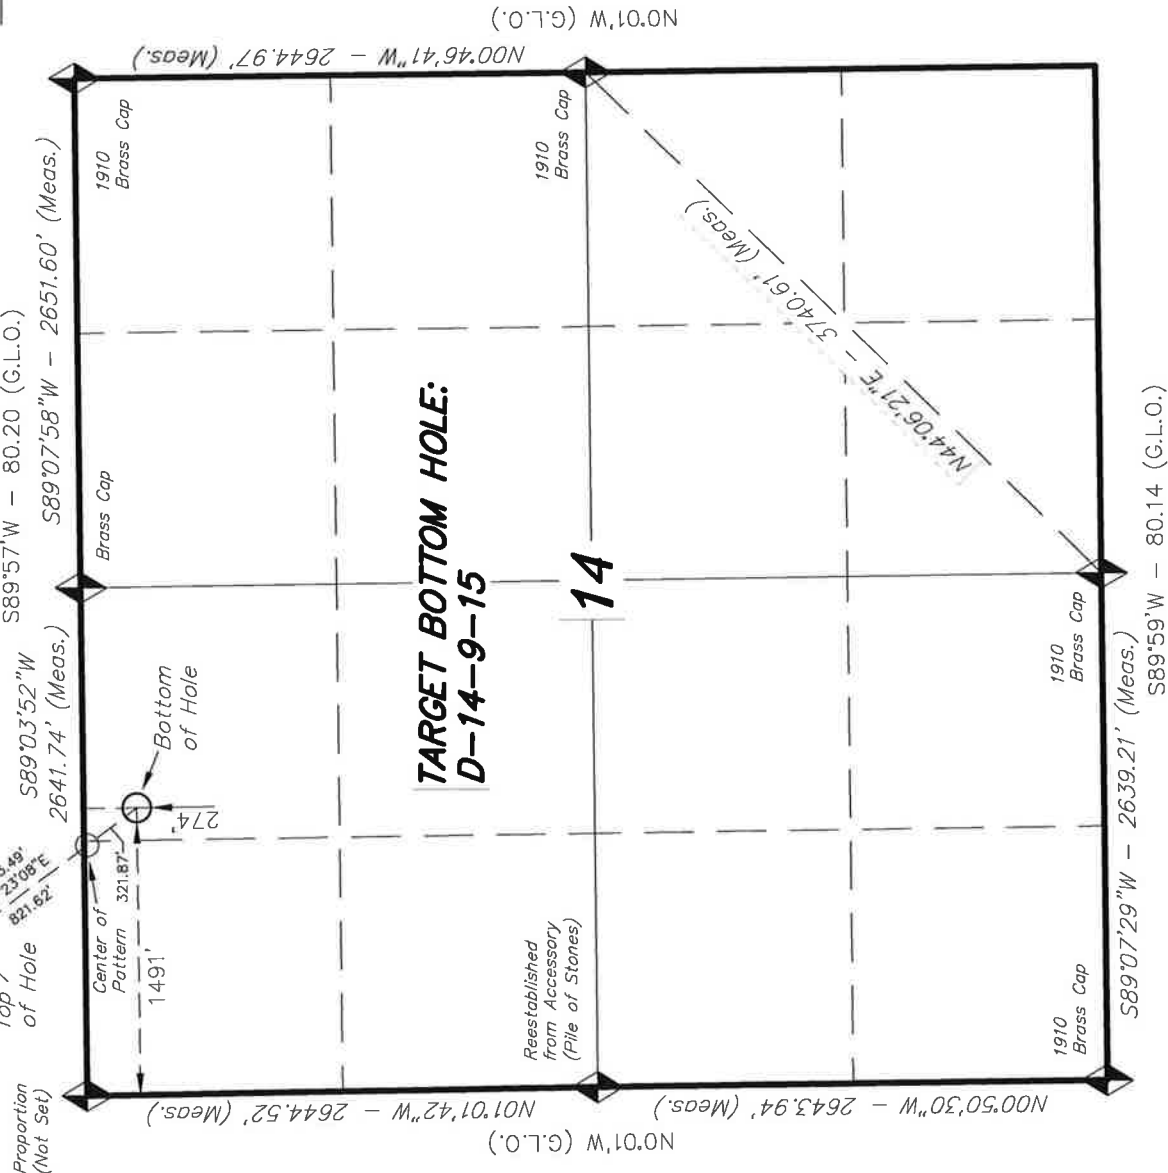 S89°57'W - 80.20 (G.L.O.)
S89°03'52"W
2641.74' (Meas.)
S89°07'58"W - 2651.60' (Meas.)
Proportion
(Not Set)
Top
of Hole
23'08"E
821.62'
Center of
Pattern
321.87'
1491'
274'
Bottom
of Hole
Brass Cap
1910
Brass Cap
N01°01'42"W - 2644.52' (Meas.)
N0°01'W (G.L.O.)
N00°46'41"W - 2644.97' (Meas.)
N0°01'W (G.L.O.)
TARGET BOTTOM HOLE:
D-14-9-15
14
Reestablished
from Accessory
(Pile of Stones)
1910
Brass Cap
N00°50'30"W - 2643.94' (Meas.)
N44°06'21"E - 3740.61' (Meas.)
1910
Brass Cap
1910
Brass Cap
S89°07'29"W - 2639.21' (Meas.)
S89°59'W - 80.14 (G.L.O.)